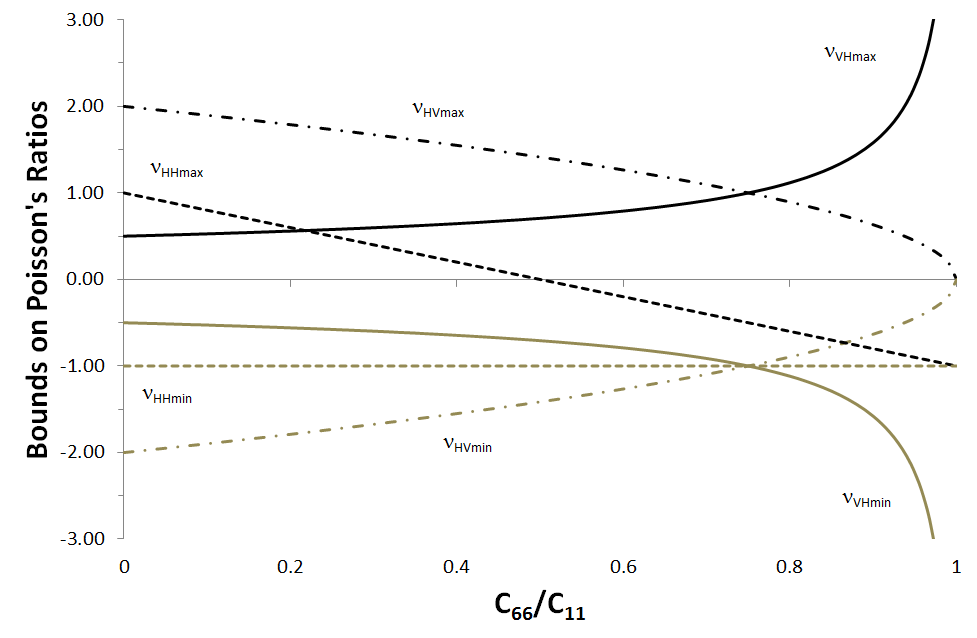 3.00
2.00
1.00
0.00
-1.00
-2.00
-3.00
Bounds on Poisson's Ratios
νVHmax
νHVmax
νHHmax
νHHmin
νHVmin
νVHmin
0 0.2 0.4 0.6 0.8 1
C66/C11